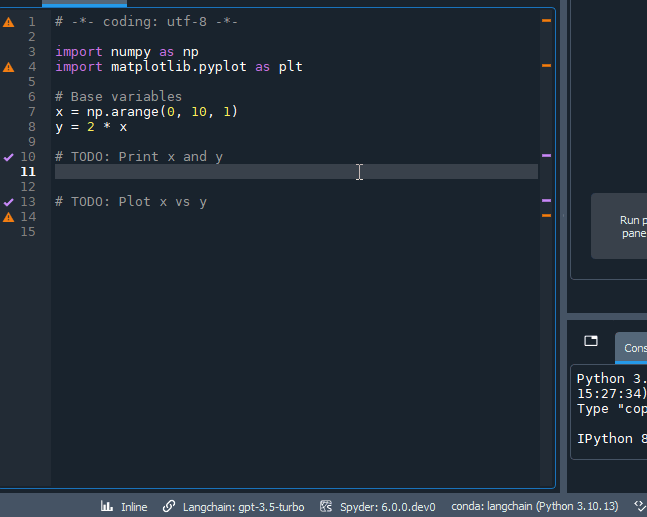 1 # -*- coding: utf-8 -*-
2
3 import numpy as np
4 import matplotlib.pyplot as plt
5
6 # Base variables
7 x = np.arange(0, 10, 1)
8 y = 2 * x
9
10 # TODO: Print x and y
11
12
13 # TODO: Plot x vs y
14
15
Run p
pane
Cons
Python 3.
15:27:34)
Type "cop
IPython 8
Inline Langchain: gpt-3.5-turbo Spyder: 6.0.0.dev0 conda: langchain (Python 3.10.13)